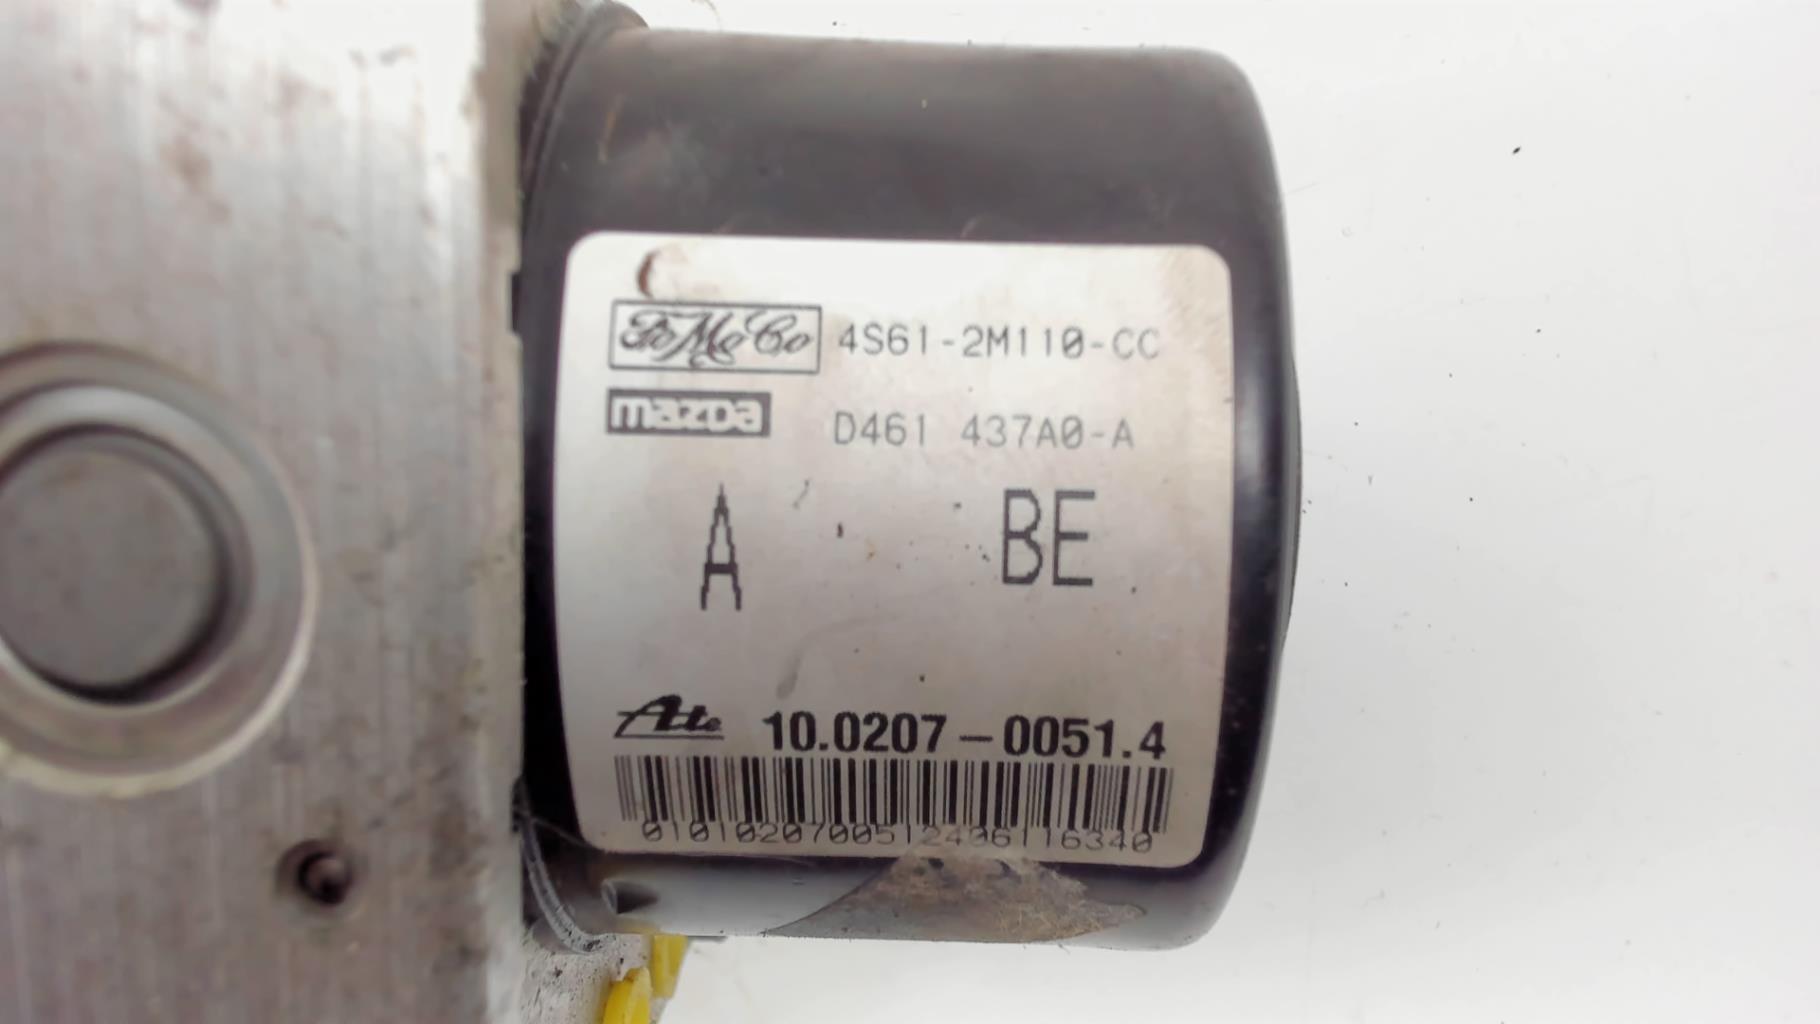 FoMoCo 4S61-2M110-CC
mazda D461 437A0-A
A BE
Ate 10.0207-0051.4
0101020700512406116340